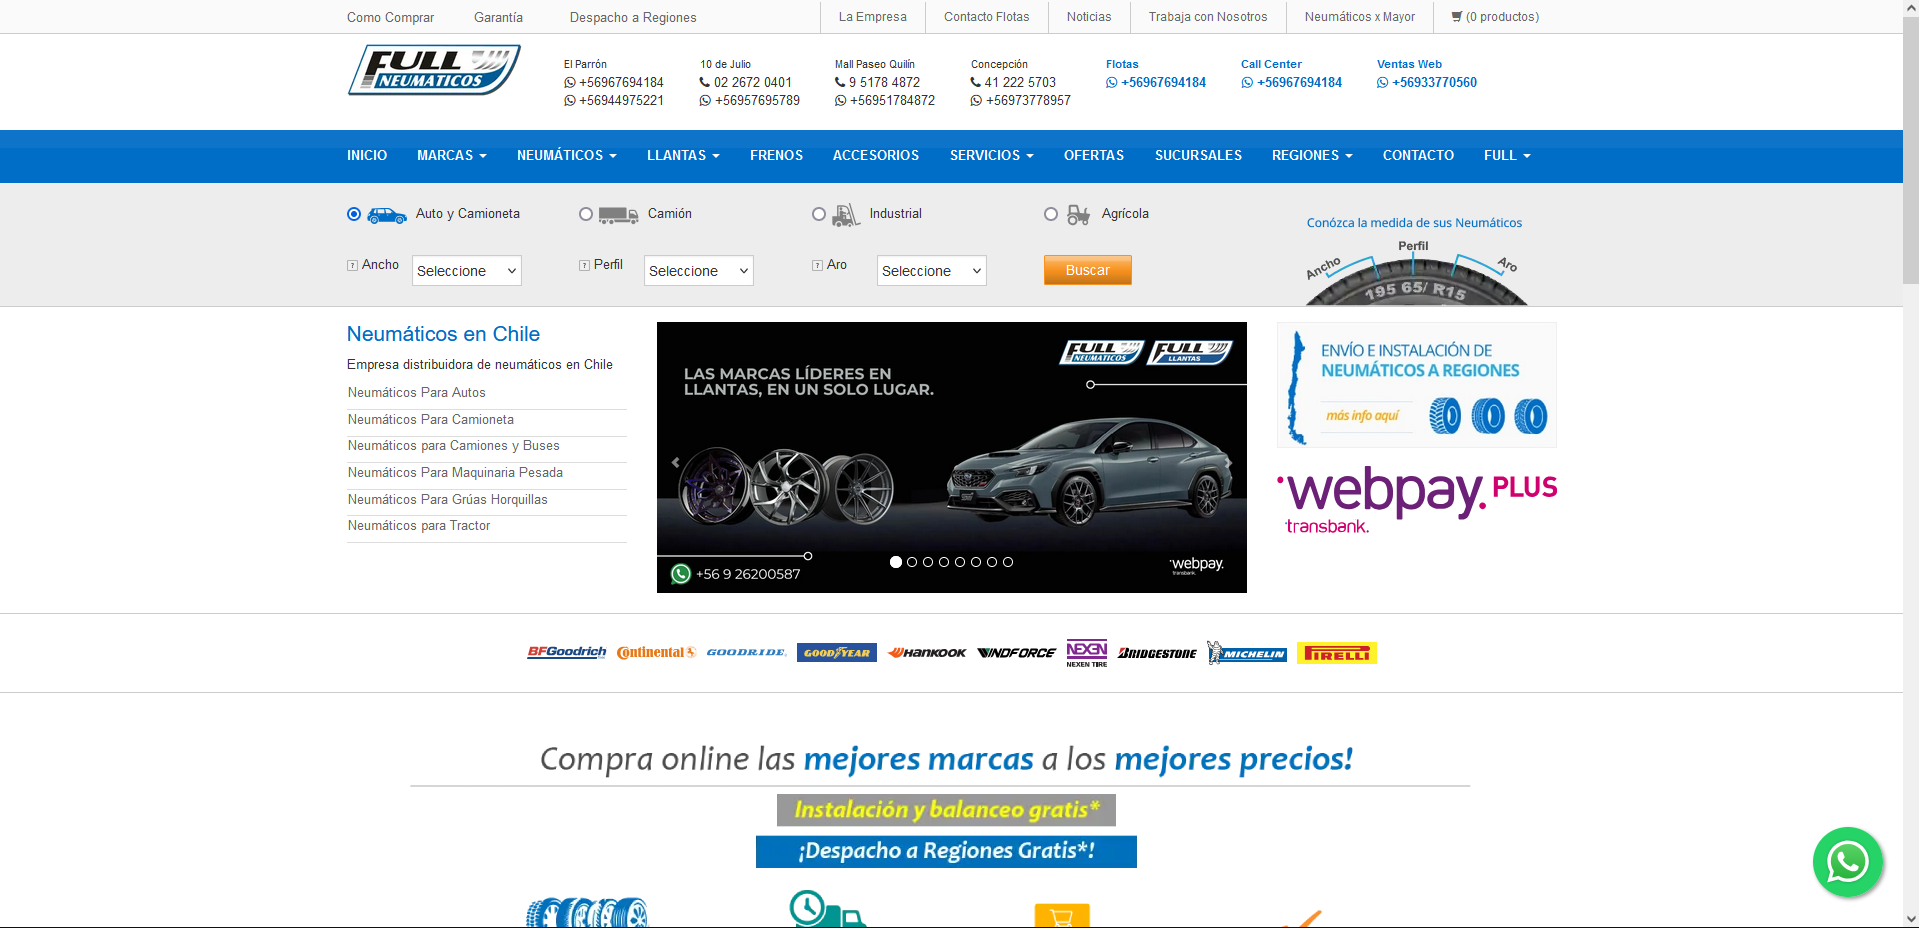 Como Comprar
Garantía
Despacho a Regiones
La Empresa
Contacto Flotas
Noticias
Trabaja con Nosotros
Neumáticos x Mayor
(0 productos)
FULL
NEUMATICOS
El Parrón
+56967694184
+56944975221
10 de Julio
02 2672 0401
+56957695789
Mall Paseo Quilín
9 5178 4872
+56951784872
Concepción
41 222 5703
+56973778957
Flotas
+56967694184
Call Center
+56967694184
Ventas Web
+56933770560
INICIO
MARCAS
NEUMÁTICOS
LLANTAS
FRENOS
ACCESORIOS
SERVICIOS
OFERTAS
SUCURSALES
REGIONES
CONTACTO
FULL
Auto y Camioneta
Camión
Industrial
Agrícola
? Ancho
Seleccione
? Perfil
Seleccione
? Aro
Seleccione
Buscar
Conózca la medida de sus Neumáticos
Perfil
Ancho
Aro
195 65/ R15
Neumáticos en Chile
Empresa distribuidora de neumáticos en Chile
Neumáticos Para Autos
Neumáticos Para Camioneta
Neumáticos para Camiones y Buses
Neumáticos Para Maquinaria Pesada
Neumáticos Para Grúas Horquillas
Neumáticos para Tractor
FULL
NEUMATICOS
FULL
LLANTAS
LAS MARCAS LÍDERES EN
LLANTAS, EN UN SOLO LUGAR.
+56 9 26200587
webpay.
transbank.
ENVÍO E INSTALACIÓN DE
NEUMÁTICOS A REGIONES
más info aquí
webpay. PLUS
transbank.
BFGoodrich
Continental
GOODRIDE
GOODYEAR
HANKOOK
WINDFORCE
NEXEN
NEXEN TIRE
BRIDGESTONE
MICHELIN
PIRELLI
Compra online las mejores marcas a los mejores precios!
Instalación y balanceo gratis*
¡Despacho a Regiones Gratis*!